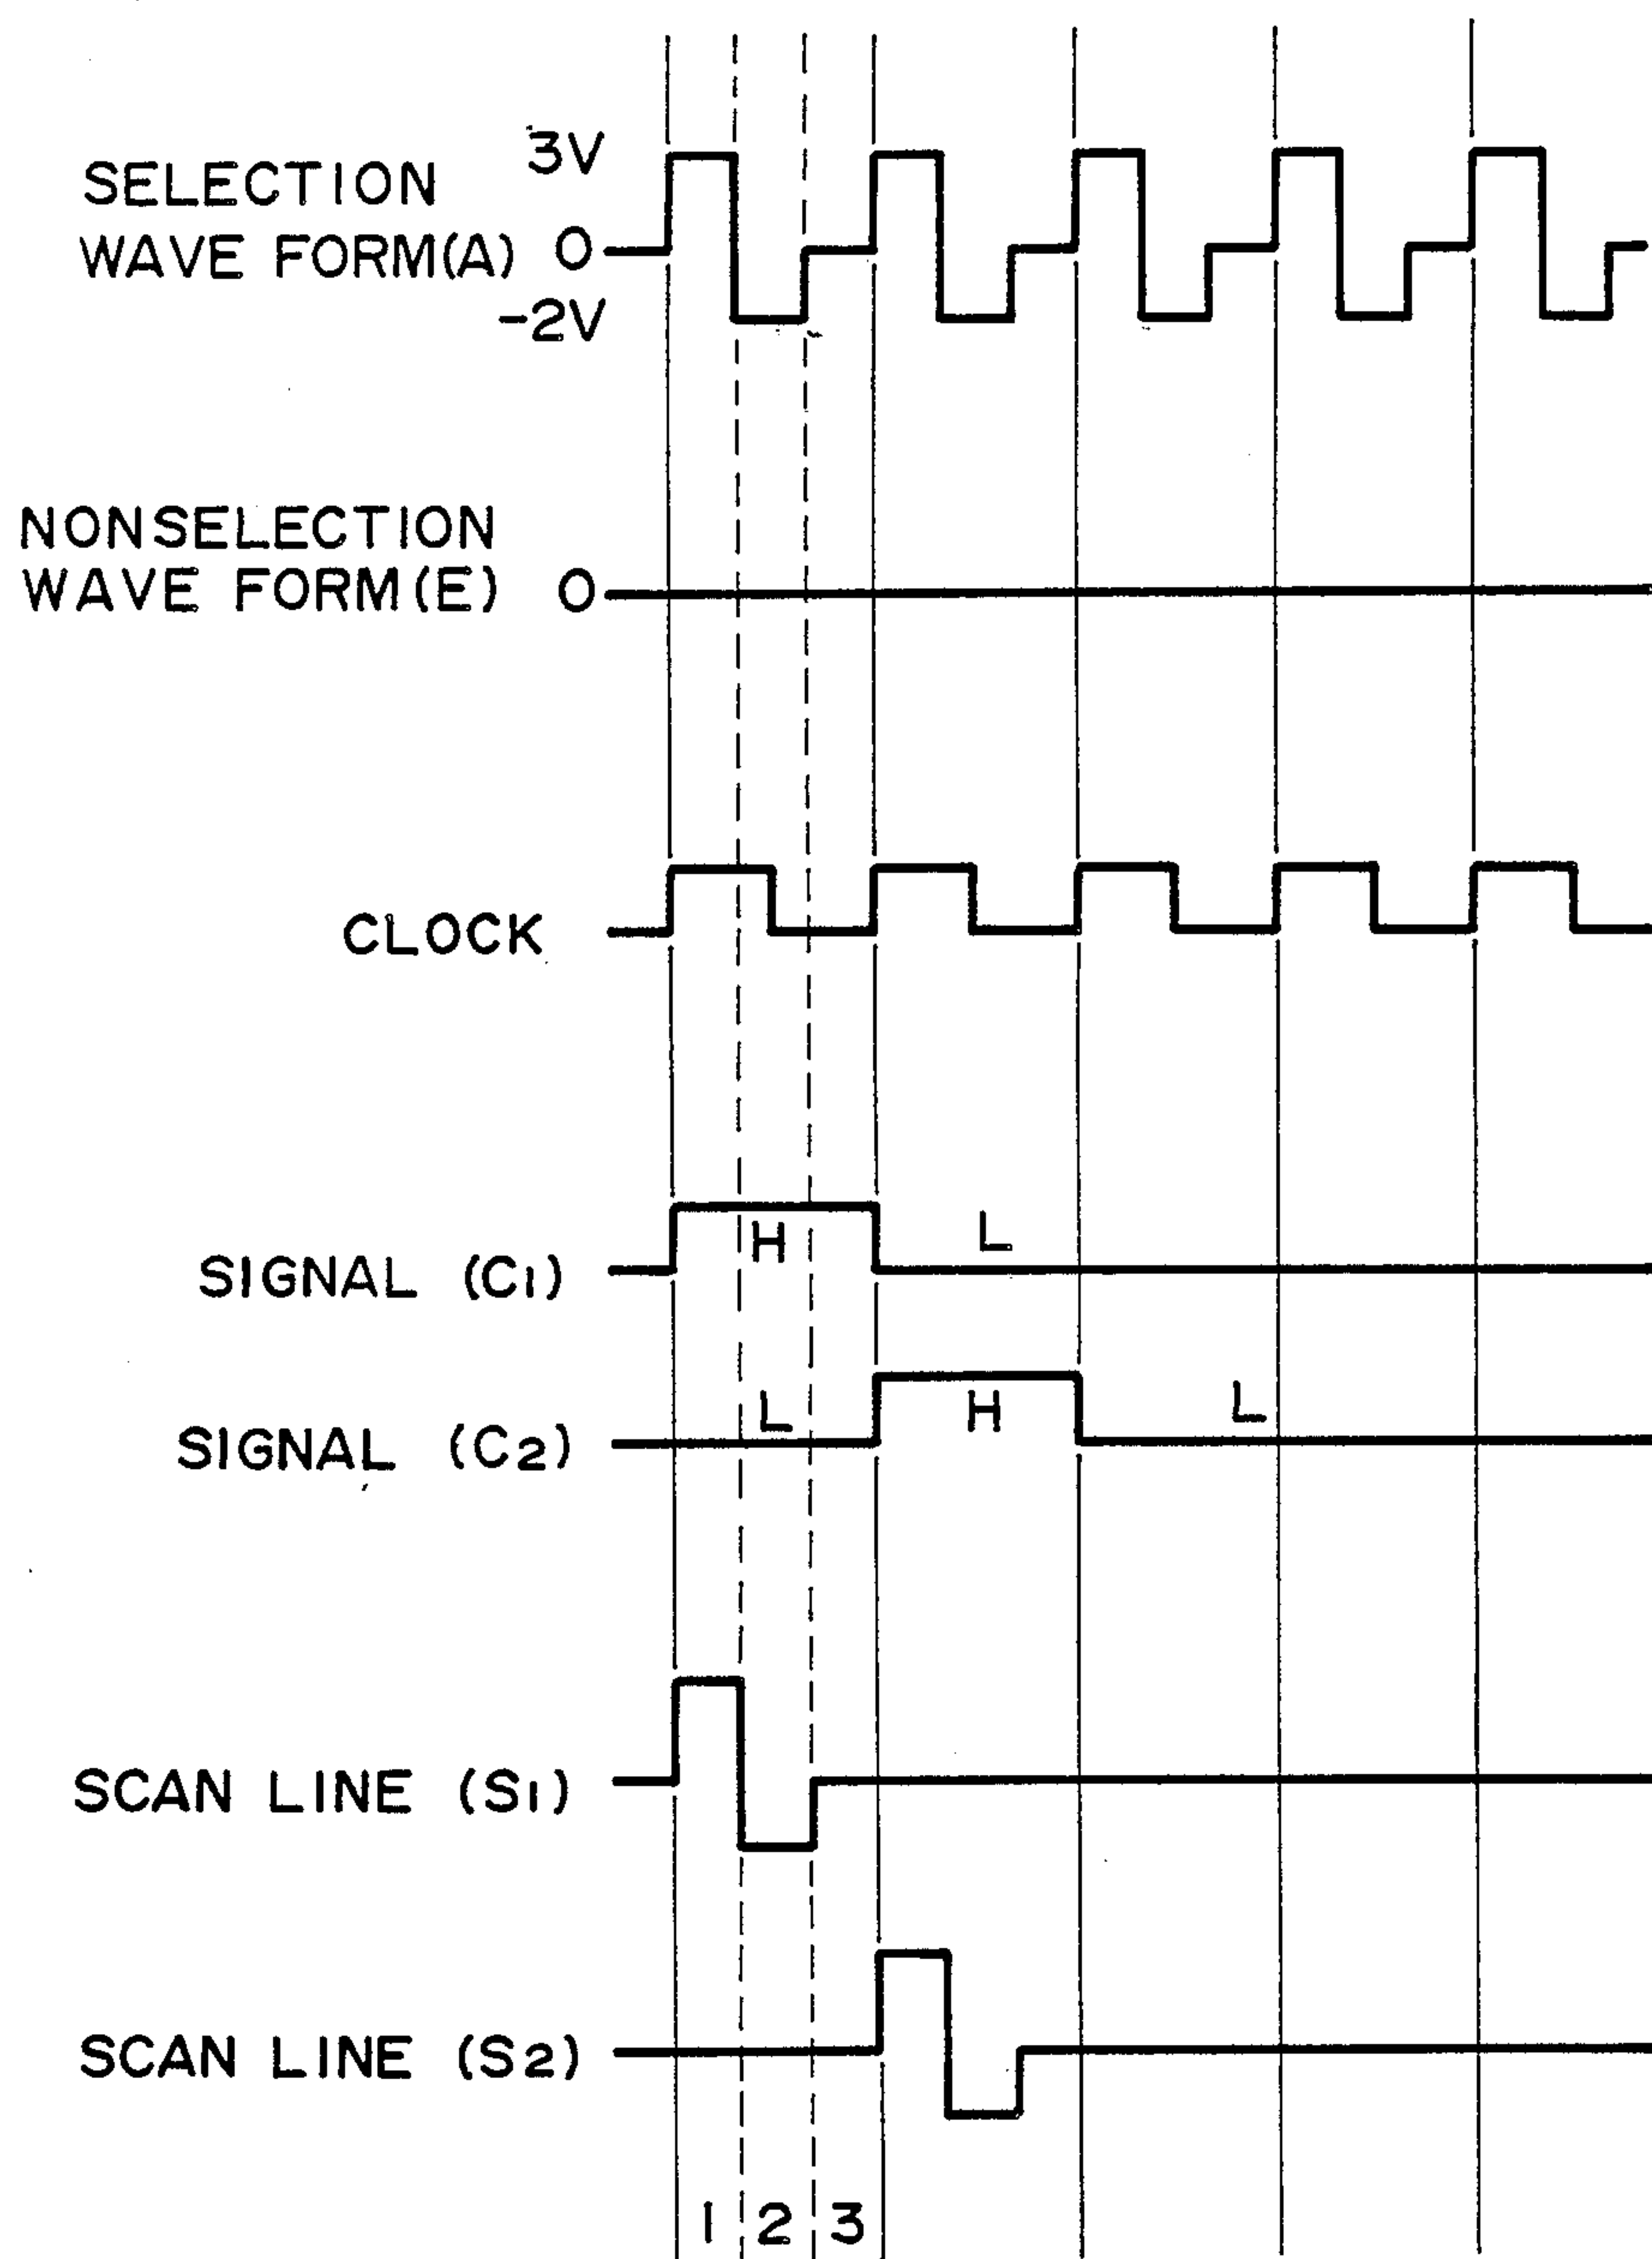 3V
SELECTION
WAVE FORM(A) 0
-2V
NONSELECTION
WAVE FORM(E) 0
CLOCK
H L
SIGNAL (C1)
L H L
SIGNAL (C2)
SCAN LINE (S1)
SCAN LINE (S2)
1 2 3